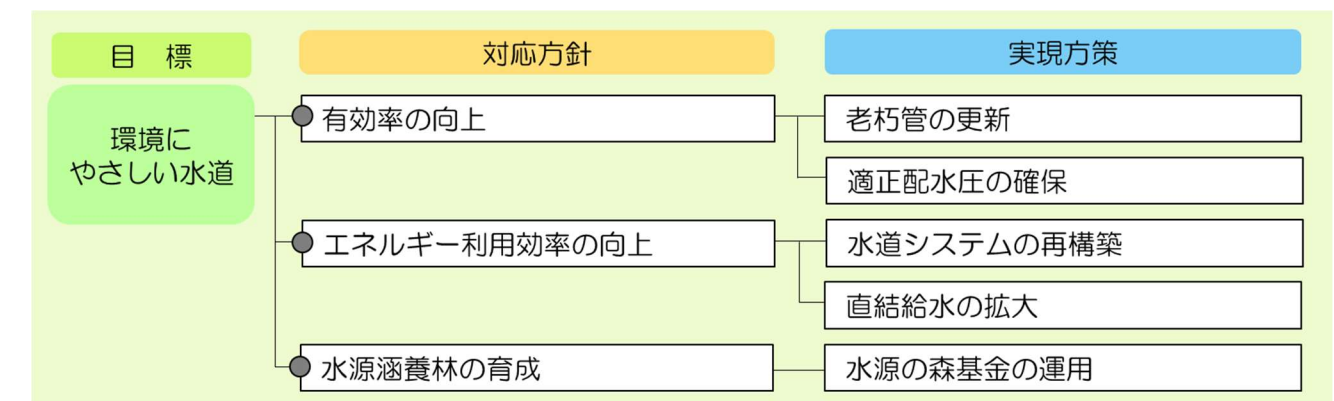 目　標
対応方針
実現方策
環境に
やさしい水道
有効率の向上
老朽管の更新
適正配水圧の確保
エネルギー利用効率の向上
水道システムの再構築
直結給水の拡大
水源涵養林の育成
水源の森基金の運用